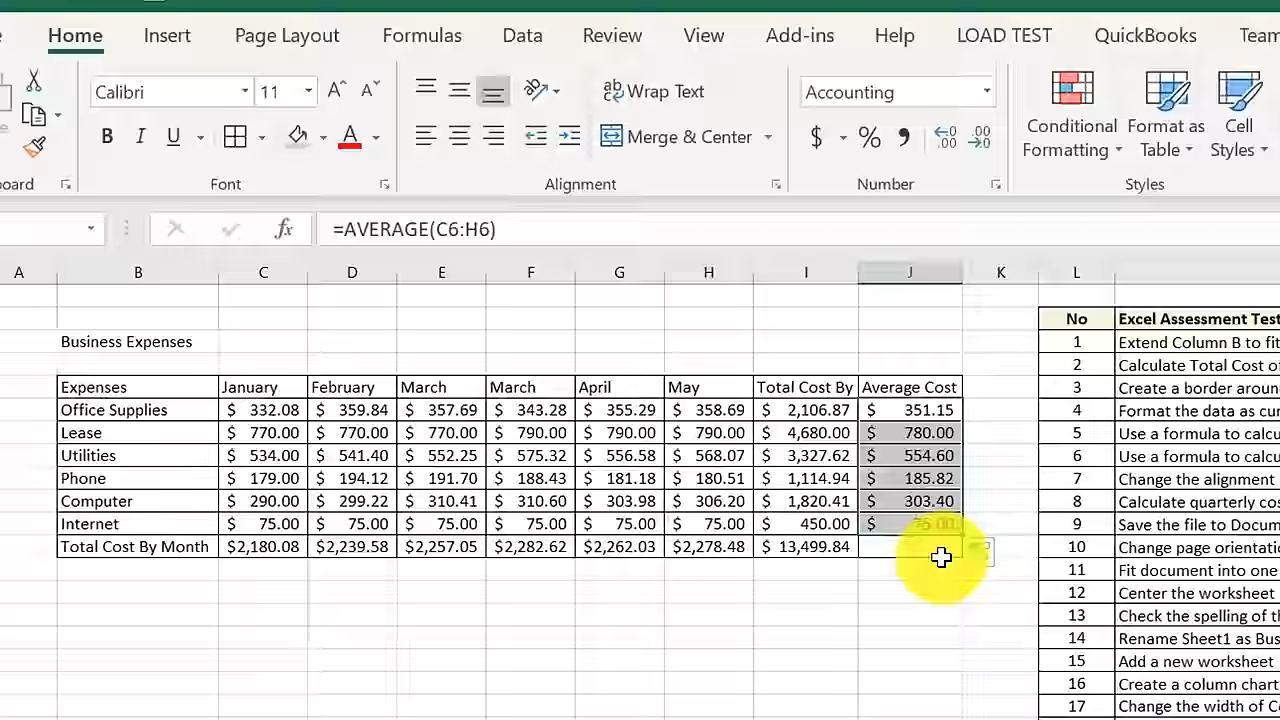 Home Insert Page Layout Formulas Data Review View Add-ins Help LOAD TEST QuickBooks Team
Calibri 11 A A ab Wrap Text Accounting
B I U A Merge & Center $ % , .00 .00
Conditional Formatting Format as Table Cell Styles
Font Alignment Number Styles
fx =AVERAGE(C6:H6)
A B C D E F G H I J K L
No Excel Assessment Test
Business Expenses 1 Extend Column B to fit
2 Calculate Total Cost of
Expenses January February March March April May Total Cost By Average Cost 3 Create a border
Office Supplies $ 332.08 $ 359.84 $ 357.69 $ 343.28 $ 355.29 $ 358.69 $ 2,106.87 $ 351.15 4 Format the data as
Lease $ 770.00 $ 770.00 $ 770.00 $ 790.00 $ 790.00 $ 790.00 $ 4,680.00 $ 780.00 5 Use a formula to
Utilities $ 534.00 $ 541.40 $ 552.25 $ 575.32 $ 556.58 $ 568.07 $ 3,327.62 $ 554.60 6 Use a formula to
Phone $ 179.00 $ 194.12 $ 191.70 $ 188.43 $ 181.18 $ 180.51 $ 1,114.94 $ 185.82 7 Change the alignment
Computer $ 290.00 $ 299.22 $ 310.41 $ 310.60 $ 303.98 $ 306.20 $ 1,820.41 $ 303.40 8 Calculate quarterly
Internet $ 75.00 $ 75.00 $ 75.00 $ 75.00 $ 75.00 $ 75.00 $ 450.00 $ 75.00 9 Save the file to
Total Cost By Month $2,180.08 $2,239.58 $2,257.05 $2,282.62 $2,262.03 $2,278.48 $ 13,499.84 10 Change page
11 Fit document into one
12 Center the worksheet
13 Check the spelling of
14 Rename Sheet1 as
15 Add a new worksheet
16 Create a column chart
17 Change the width of